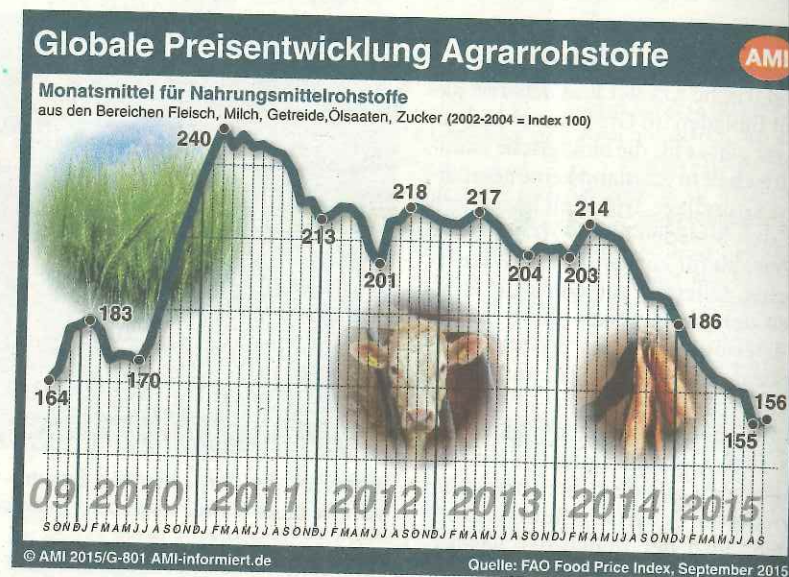 Globale Preisentwicklung Agrarrohstoffe
AMI
Monatsmittel für Nahrungsmittelrohstoffe
aus den Bereichen Fleisch, Milch, Getreide,Ölsaaten, Zucker (2002-2004 = Index 100)
240
218
217
214
213
201
204
203
183
186
170
164
156
155
09 2010 2011 2012 2013 2014 2015
S O N D J F M A M J J A S O N D J F M A M J J A S O N D J F M A M J J A S O N D J F M A M J J A S O N D J F M A M J J A S O N D J F M A M J J A S
© AMI 2015/G-801 AMI-informiert.de
Quelle: FAO Food Price Index, September 2015